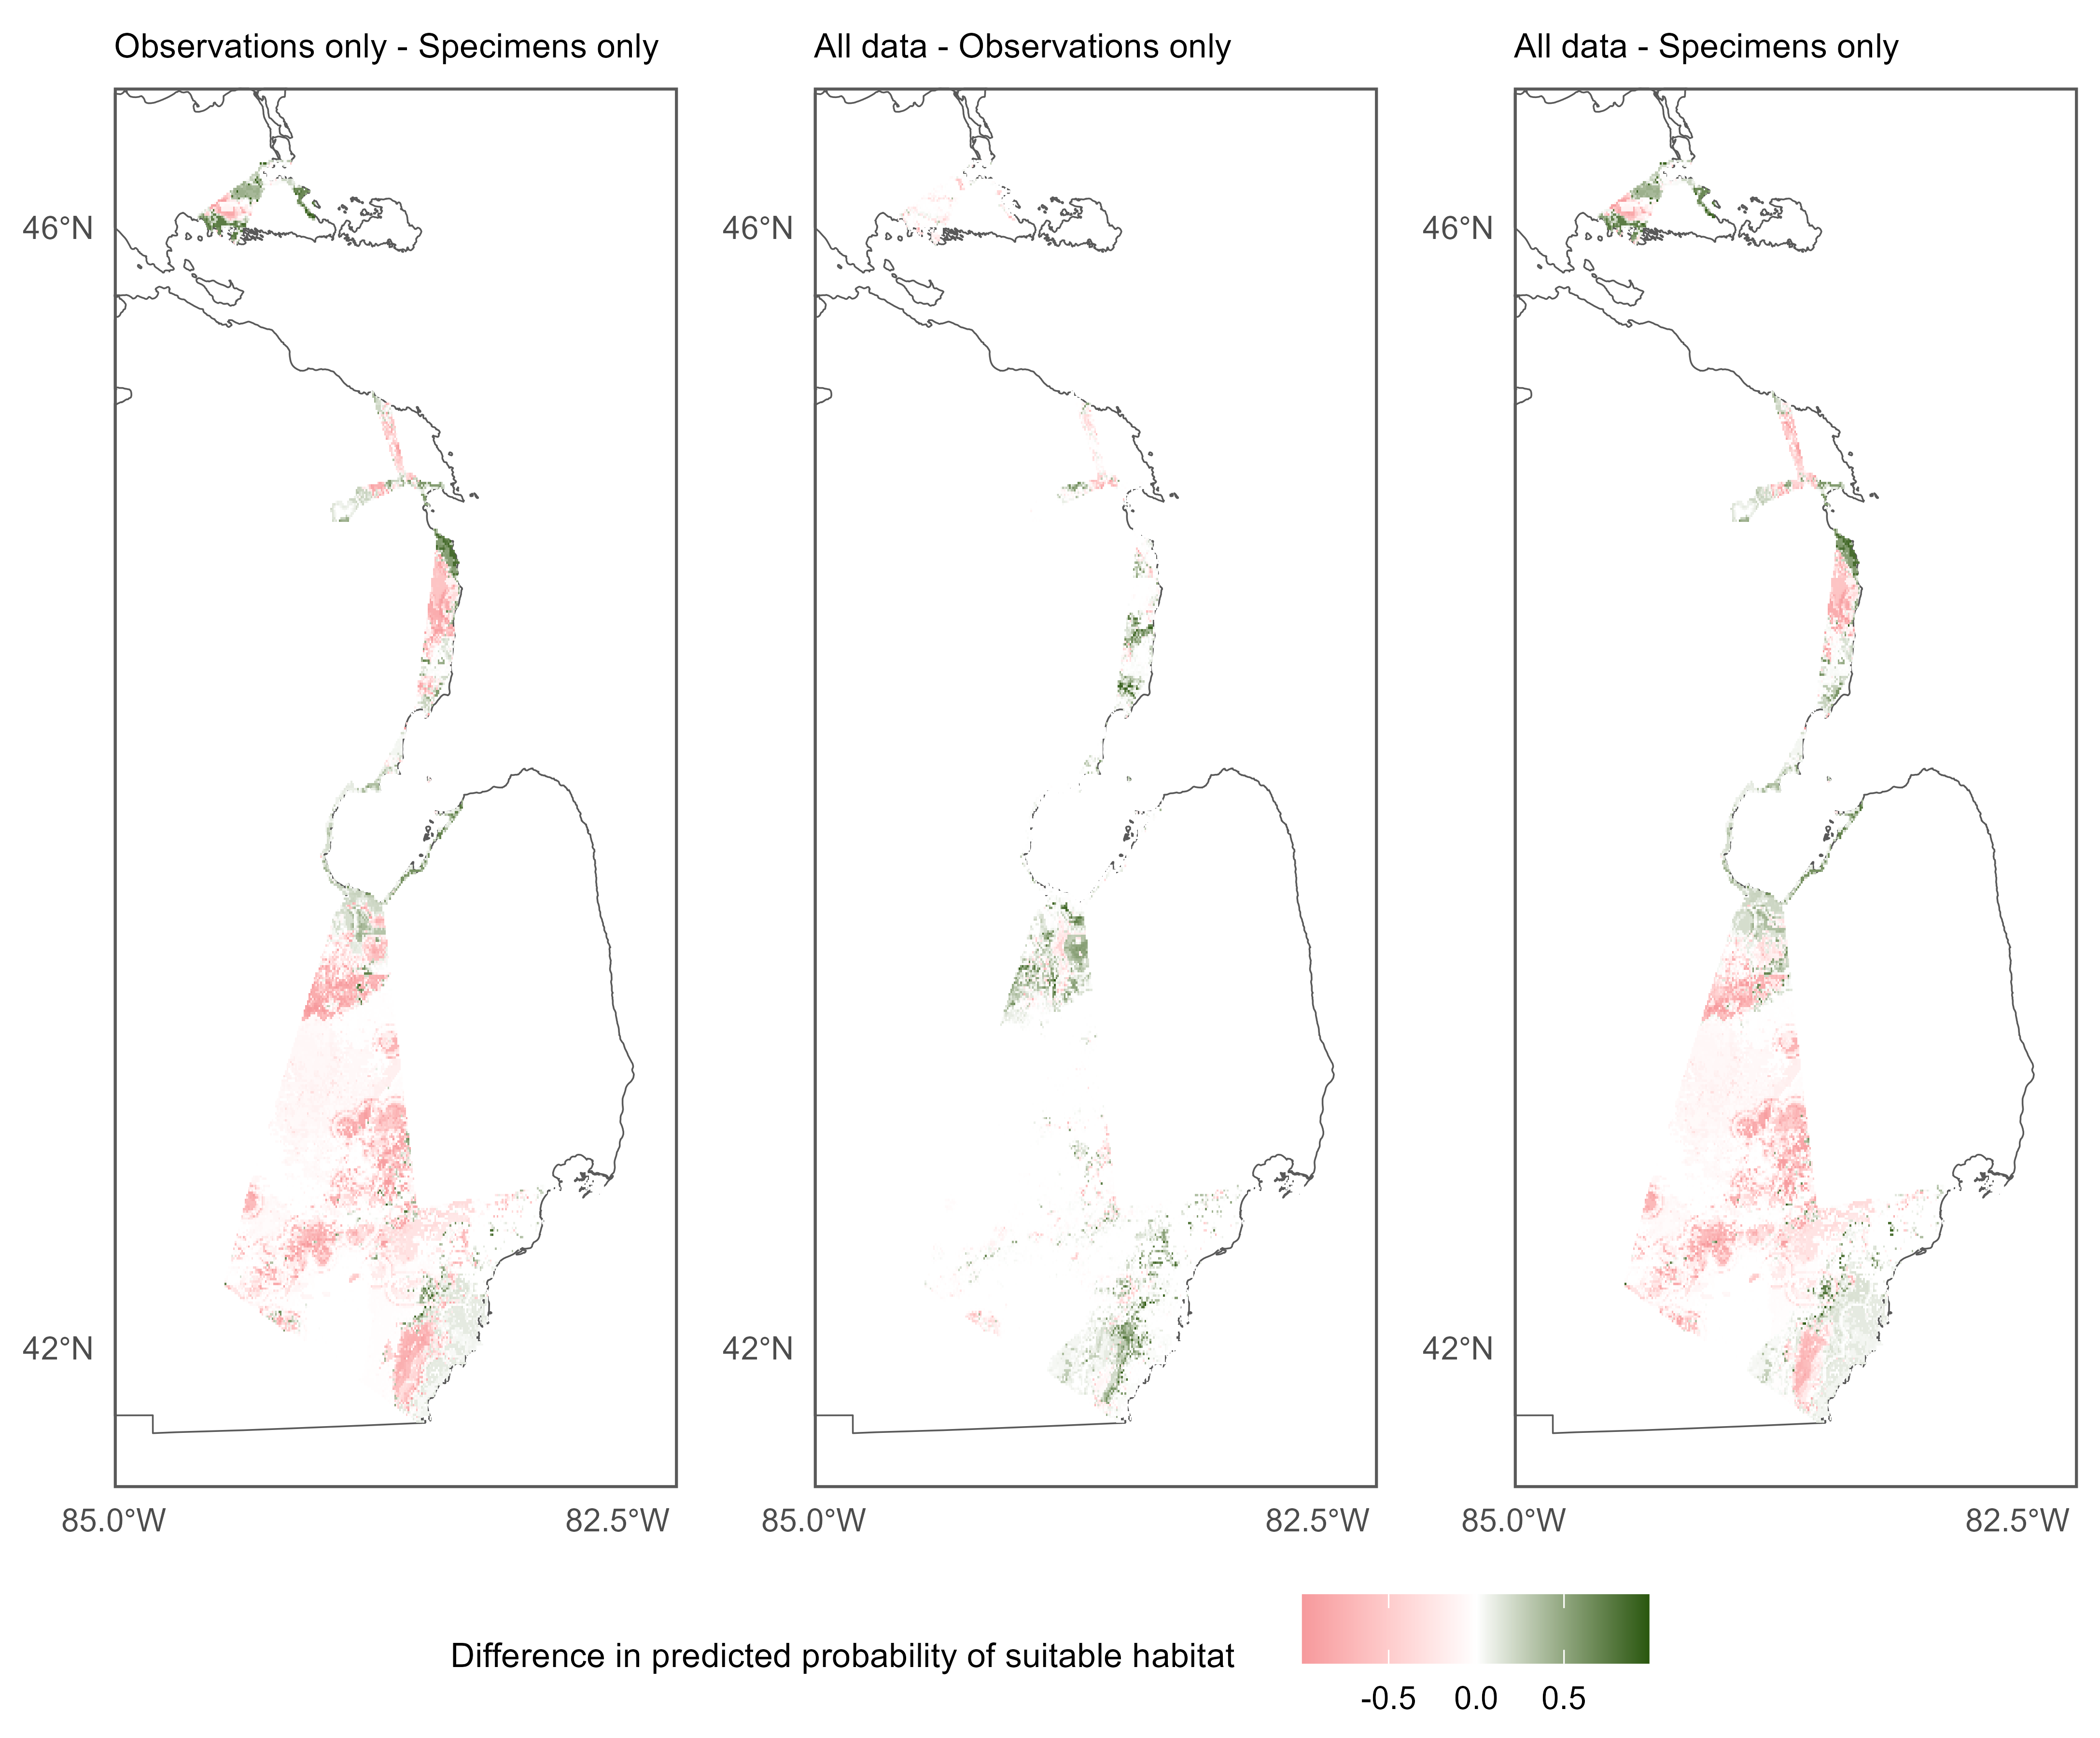 Observations only - Specimens only
All data - Observations only
All data - Specimens only
46°N
46°N
46°N
42°N
42°N
42°N
85.0°W
82.5°W
85.0°W
82.5°W
85.0°W
82.5°W
Difference in predicted probability of suitable habitat
-0.5
0.0
0.5